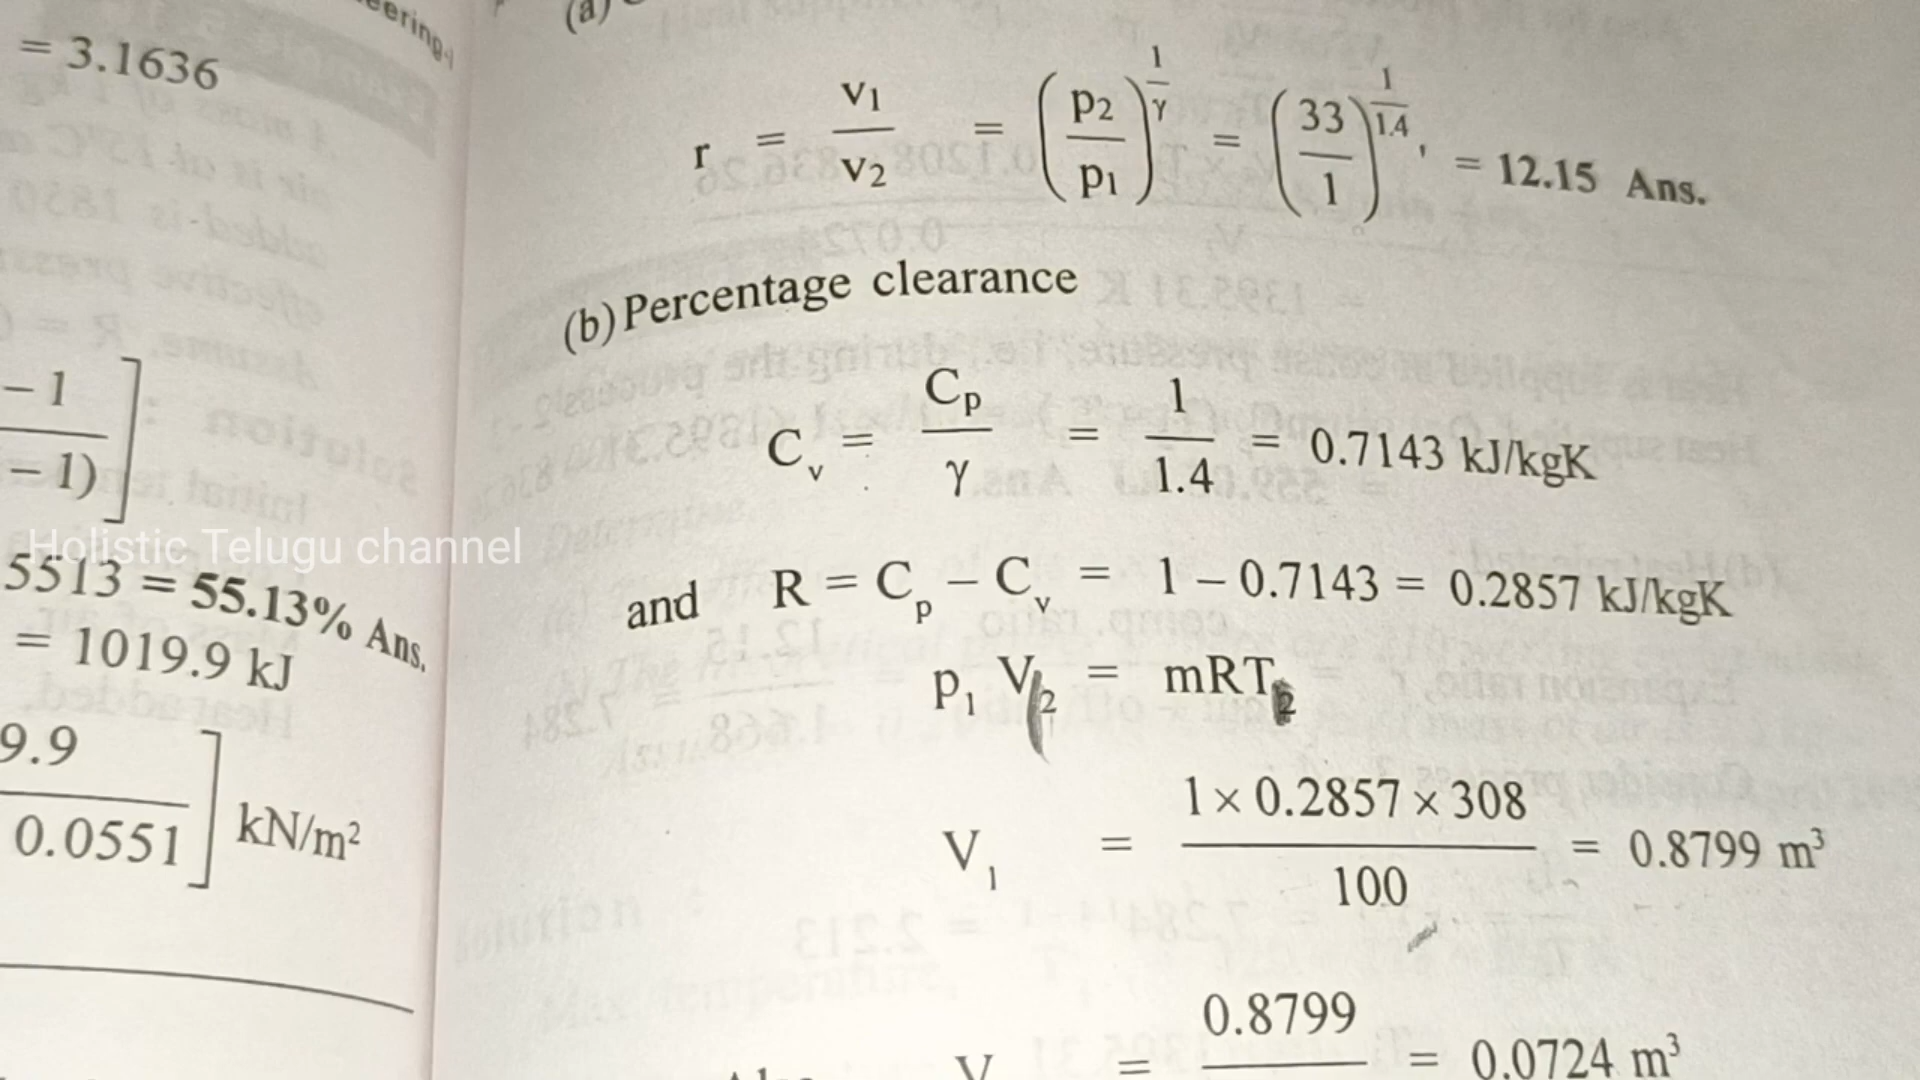 eering-I
= 3.1636
- 1
- 1)
5513 = 55.13% Ans.
= 1019.9 kJ
9.9
0.0551
kN/m²
(a)
r = v1/v2 = (p2/p1)^(1/γ) = (33/1)^(1/1.4), = 12.15 Ans.
(b) Percentage clearance
Cv = Cp/γ = 1/1.4 = 0.7143 kJ/kgK
and R = Cp – Cv = 1 – 0.7143 = 0.2857 kJ/kgK
p1 V2 = mRT2
V1 = 1 × 0.2857 × 308 / 100 = 0.8799 m³
V = 0.8799 = 0.0724 m³
Holistic Telugu channel